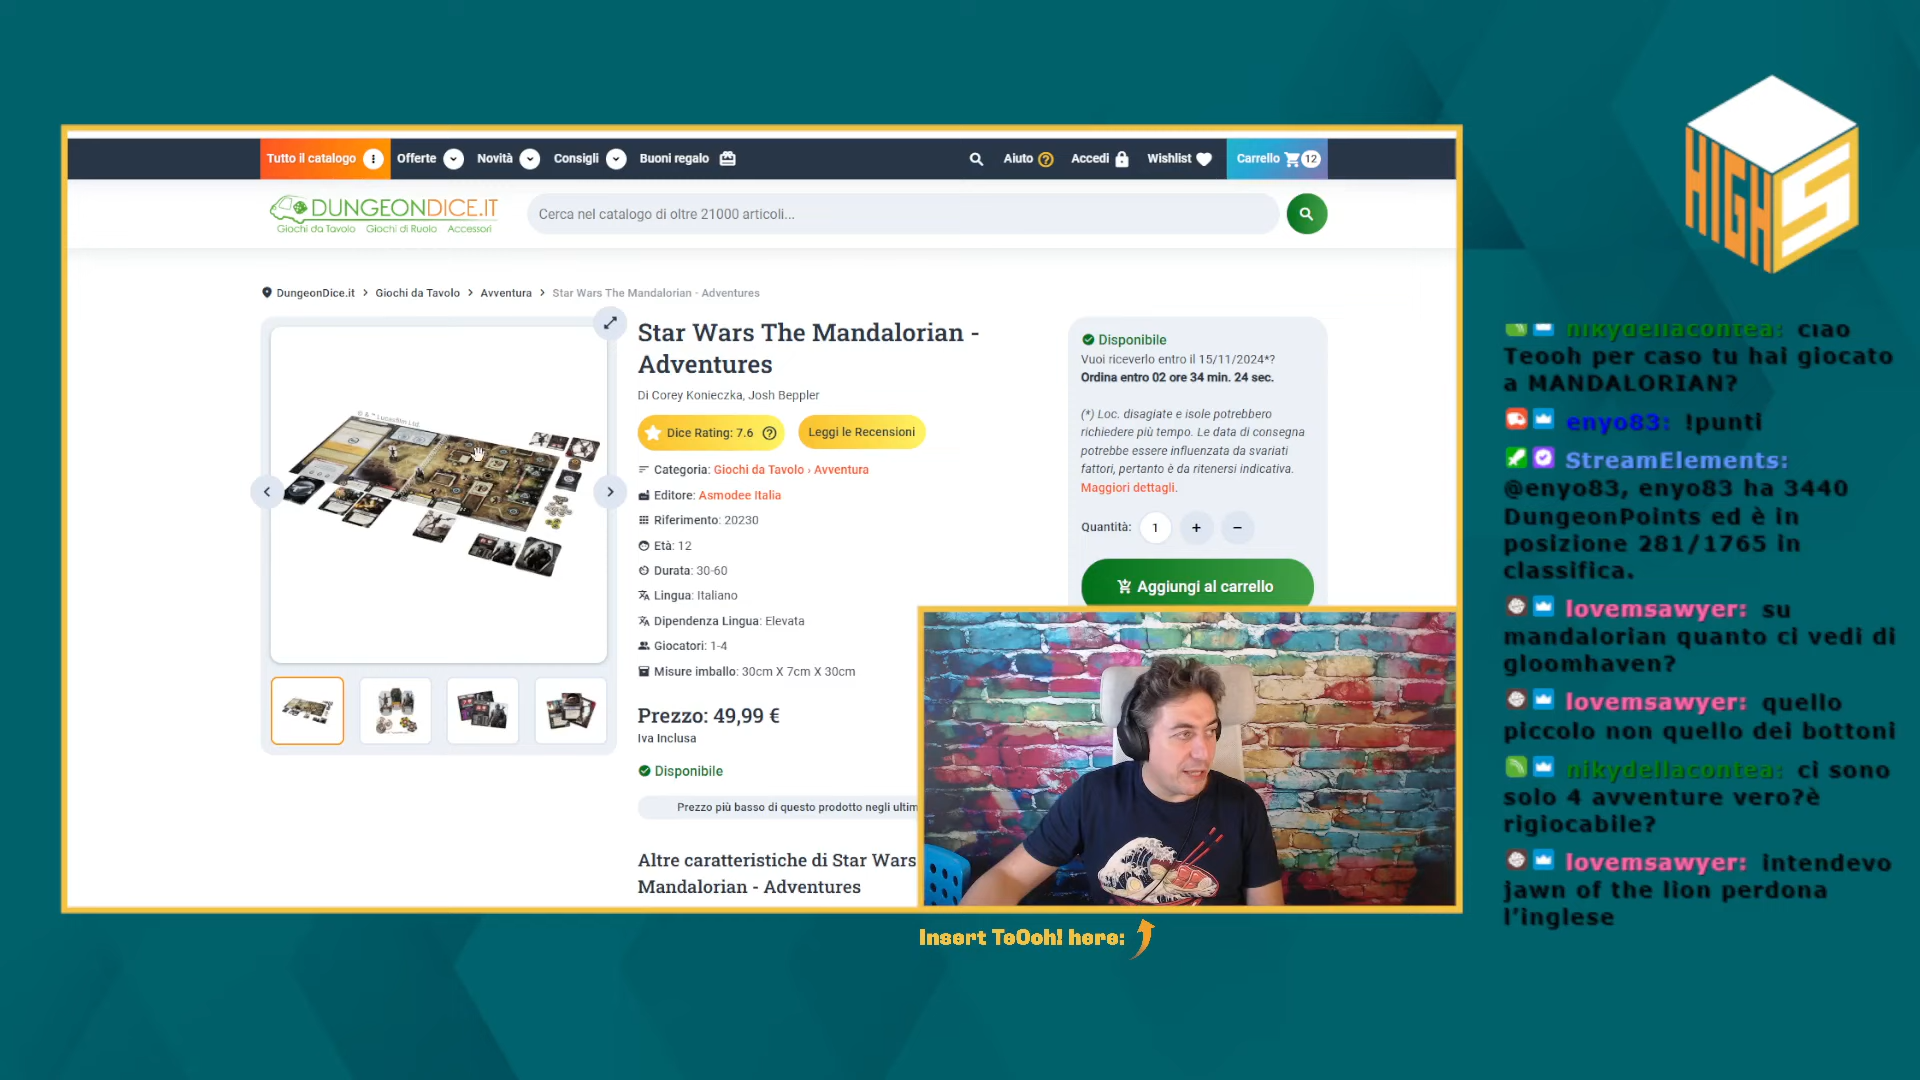 Tutto il catalogo
Offerte
Novità
Consigli
Buoni regalo
Aiuto
Accedi
Wishlist
Carrello 12
DUNGEONDICE.IT
Giochi da Tavolo Giochi di Ruolo Accessori
Cerca nel catalogo di oltre 21000 articoli...
DungeonDice.it > Giochi da Tavolo > Avventura > Star Wars The Mandalorian - Adventures
Star Wars The Mandalorian -
Adventures
Di Corey Konieczka, Josh Beppler
Dice Rating: 7.6
Leggi le Recensioni
Categoria: Giochi da Tavolo › Avventura
Editore: Asmodee Italia
Riferimento: 20230
Età: 12
Durata: 30-60
Lingua: Italiano
Dipendenza Lingua: Elevata
Giocatori: 1-4
Misure imballo: 30cm X 7cm X 30cm
Prezzo: 49,99 €
Iva Inclusa
Disponibile
Prezzo più basso di questo prodotto negli ultim
Altre caratteristiche di Star Wars
Mandalorian - Adventures
Disponibile
Vuoi riceverlo entro il 15/11/2024*?
Ordina entro 02 ore 34 min. 24 sec.
(*) Loc. disagiate e isole potrebbero
richiedere più tempo. Le data di consegna
potrebbe essere influenzata da svariati
fattori, pertanto è da ritenersi indicativa.
Maggiori dettagli.
Quantità: 1 + −
Aggiungi al carrello
Insert TeOoh! here:
HIGH5
nikydellacontea: ciao
Teooh per caso tu hai giocato
a MANDALORIAN?
enyo83: !punti
StreamElements:
@enyo83, enyo83 ha 3440
DungeonPoints ed è in
posizione 281/1765 in
classifica.
lovemsawyer: su
mandalorian quanto ci vedi di
gloomhaven?
lovemsawyer: quello
piccolo non quello dei bottoni
nikydellacontea: ci sono
solo 4 avventure vero?è
rigiocabile?
lovemsawyer: intendevo
jawn of the lion perdona
l'inglese